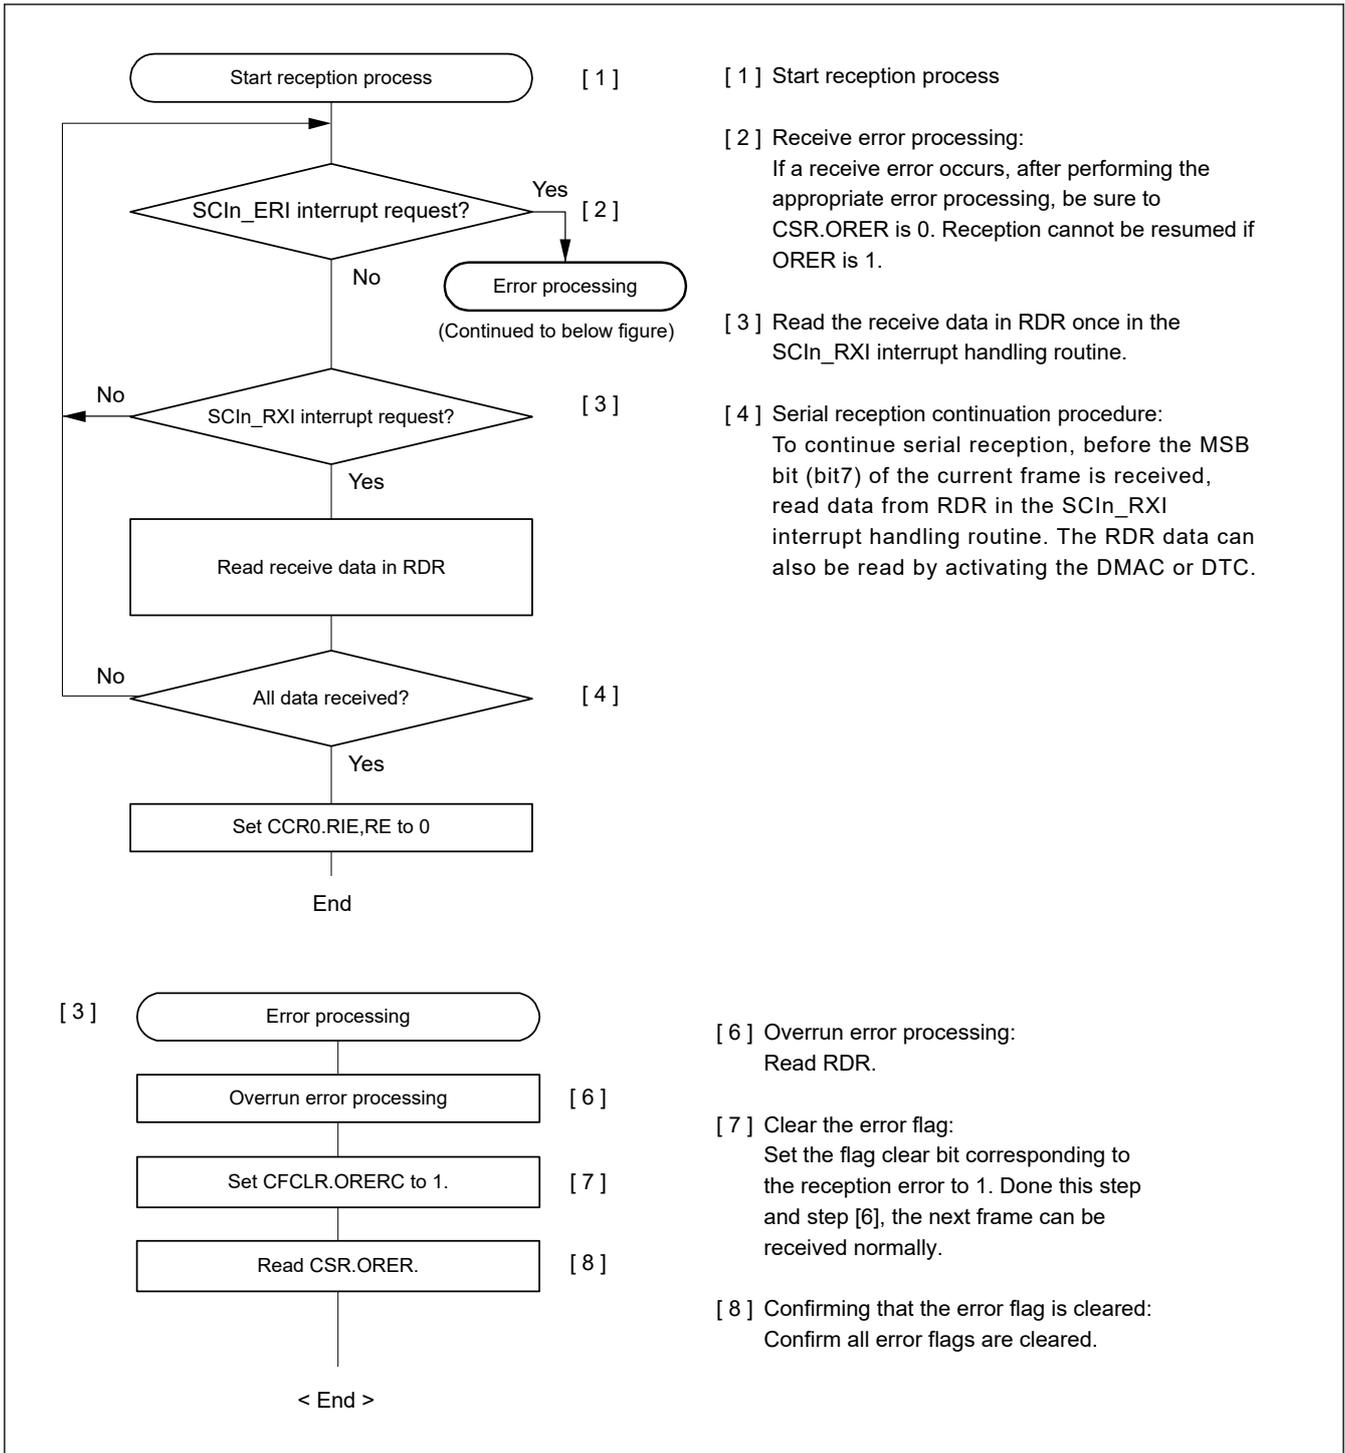 Start reception process
[ 1 ]
SCIn_ERI interrupt request?
Yes
[ 2 ]
No
Error processing
(Continued to below figure)
No
SCIn_RXI interrupt request?
[ 3 ]
Yes
Read receive data in RDR
No
All data received?
[ 4 ]
Yes
Set CCR0.RIE,RE to 0
End
[ 1 ] Start reception process
[ 2 ] Receive error processing:
If a receive error occurs, after performing the
appropriate error processing, be sure to
CSR.ORER is 0. Reception cannot be resumed if
ORER is 1.
[ 3 ] Read the receive data in RDR once in the
SCIn_RXI interrupt handling routine.
[ 4 ] Serial reception continuation procedure:
To continue serial reception, before the MSB
bit (bit7) of the current frame is received,
read data from RDR in the SCIn_RXI
interrupt handling routine. The RDR data can
also be read by activating the DMAC or DTC.
[ 3 ]
Error processing
Overrun error processing
[ 6 ]
Set CFCLR.ORERC to 1.
[ 7 ]
Read CSR.ORER.
[ 8 ]
< End >
[ 6 ] Overrun error processing:
Read RDR.
[ 7 ] Clear the error flag:
Set the flag clear bit corresponding to
the reception error to 1. Done this step
and step [6], the next frame can be
received normally.
[ 8 ] Confirming that the error flag is cleared:
Confirm all error flags are cleared.